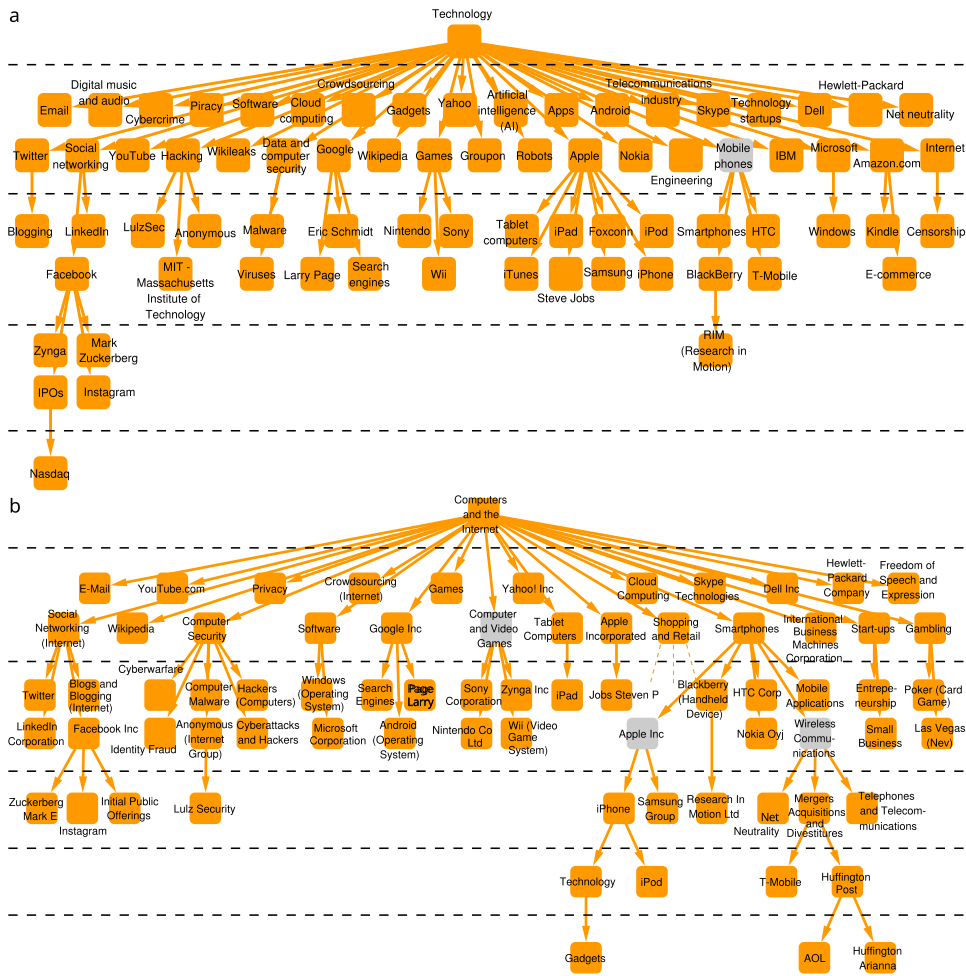 a
Technology
Digital music
and audio
Crowdsourcing
Telecommunications
Hewlett-Packard
Email
Cybercrime
Piracy
Software
Cloud
computing
Gadgets
Yahoo
Artificial
intelligence
(AI)
Apps
Android
Industry
Skype
Technology
startups
Dell
Net neutrality
Twitter
Social
networking
YouTube
Hacking
Wikileaks
Data and
computer
security
Google
Wikipedia
Games
Groupon
Robots
Apple
Nokia
Engineering
Mobile
phones
IBM
Microsoft
Amazon.com
Internet
Blogging
LinkedIn
LulzSec
Anonymous
Malware
Eric Schmidt
Nintendo
Sony
Tablet
computers
iPad
Foxconn
iPod
Smartphones
HTC
Windows
Kindle
Censorship
Facebook
MIT -
Massachusetts
Institute of
Technology
Viruses
Larry Page
Search
engines
Wii
iTunes
Steve Jobs
Samsung
iPhone
BlackBerry
T-Mobile
E-commerce
Zynga
Mark
Zuckerberg
RIM
(Research in
Motion)
IPOs
Instagram
Nasdaq
b
Computers
and the
Internet
E-Mail
YouTube.com
Privacy
Crowdsourcing
(Internet)
Games
Yahoo! Inc
Cloud
Computing
Skype
Technologies
Dell Inc
Hewlett-
Packard
Company
Freedom of
Speech and
Expression
Social
Networking
(Internet)
Wikipedia
Computer
Security
Software
Google Inc
Computer
and Video
Games
Tablet
Computers
Apple
Incorporated
Shopping
and Retail
Smartphones
International
Business
Machines
Corporation
Start-ups
Gambling
Twitter
Blogs and
Blogging
(Internet)
Cyberwarfare
Computer
Malware
Hackers
(Computers)
Windows
(Operating
System)
Search
Engines
Page
Larry
Sony
Corporation
Zynga Inc
iPad
Jobs Steven P
Blackberry
(Handheld
Device)
HTC Corp
Mobile
Applications
Entrepe-
neurship
Poker (Card
Game)
LinkedIn
Corporation
Facebook Inc
Identity Fraud
Anonymous
(Internet
Group)
Cyberattacks
and Hackers
Microsoft
Corporation
Android
(Operating
System)
Nintendo Co
Ltd
Wii (Video
Game
System)
Apple Inc
Nokia Oyj
Wireless
Commu-
nications
Small
Business
Las Vegas
(Nev)
Zuckerberg
Mark E
Instagram
Initial Public
Offerings
Lulz Security
iPhone
Samsung
Group
Research In
Motion Ltd
Net
Neutrality
Mergers
Acquisitions
and
Divestitures
Telephones
and Telecom-
munications
Technology
iPod
T-Mobile
Huffington
Post
Gadgets
AOL
Huffington
Arianna